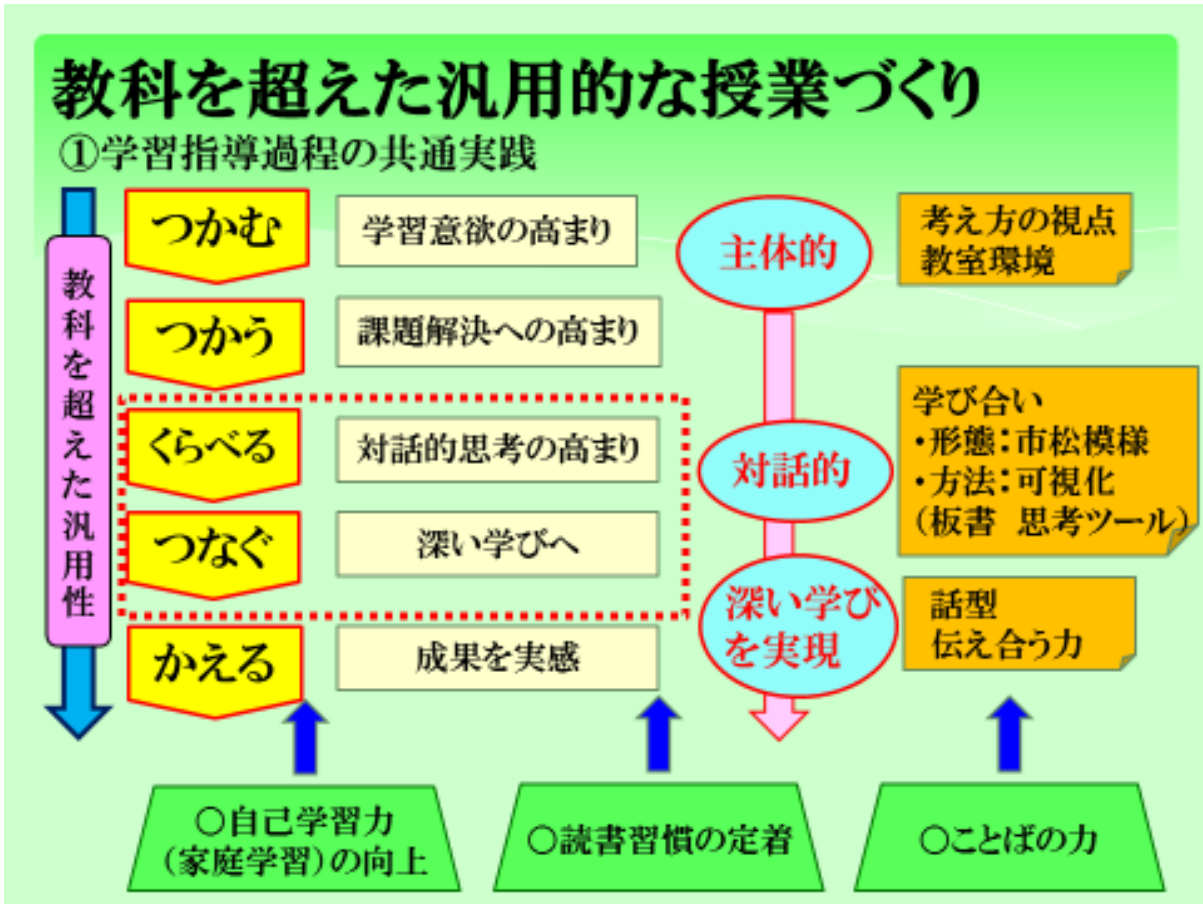 教科を超えた汎用的な授業づくり
①学習指導過程の共通実践
教科を超えた汎用性
つかむ
学習意欲の高まり
つかう
課題解決への高まり
くらべる
対話的思考の高まり
つなぐ
深い学びへ
かえる
成果を実感
主体的
対話的
深い学び
を実現
考え方の視点
教室環境
学び合い
・形態：市松模様
・方法：可視化
（板書　思考ツール）
話型
伝え合う力
○自己学習力
（家庭学習）の向上
○読書習慣の定着
○ことばの力